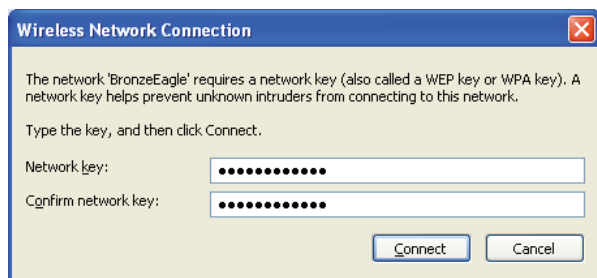 Wireless Network Connection
The network 'BronzeEagle' requires a network key (also called a WEP key or WPA key). A
network key helps prevent unknown intruders from connecting to this network.
Type the key, and then click Connect.
Network key: ••••••••••••
Confirm network key: ••••••••••••
Connect Cancel